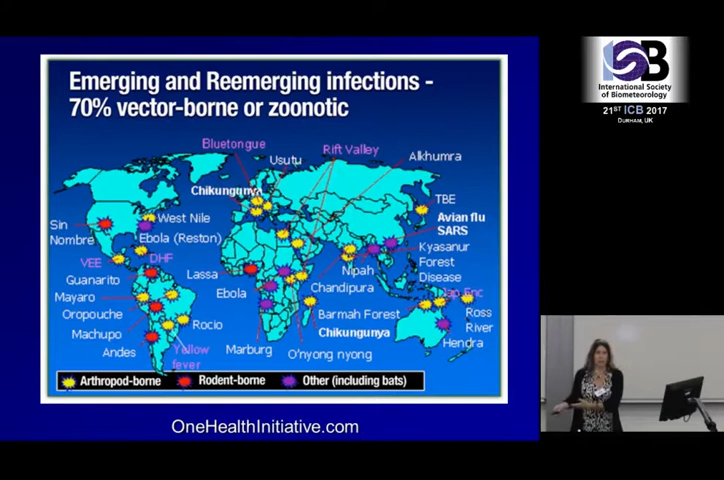 Emerging and Reemerging infections -
70% vector-borne or zoonotic
Bluetongue
Usutu
Rift Valley
Alkhumra
Chikungunya
TBE
Sin
Nombre
West Nile
Ebola (Reston)
Avian flu
SARS
VEE
DHF
Lassa
Nipah
Kyasanur
Forest
Disease
Guanarito
Chandipura
Mayaro
Ebola
Jap Enc
Oropouche
Barmah Forest
Ross
River
Machupo
Rocio
Chikungunya
Hendra
Andes
Yellow
fever
Marburg
O'nyong nyong
Arthropod-borne
Rodent-borne
Other (including bats)
OneHealthInitiative.com
ISB
International Society
of Biometeorology
21ST ICB 2017
DURHAM, UK